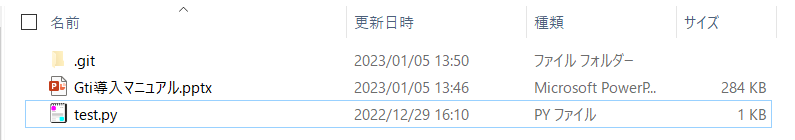 名前 更新日時 種類 サイズ
.git 2023/01/05 13:50 ファイル フォルダー
Gti導入マニュアル.pptx 2023/01/05 13:46 Microsoft PowerP... 284 KB
test.py 2022/12/29 16:10 PY ファイル 1 KB